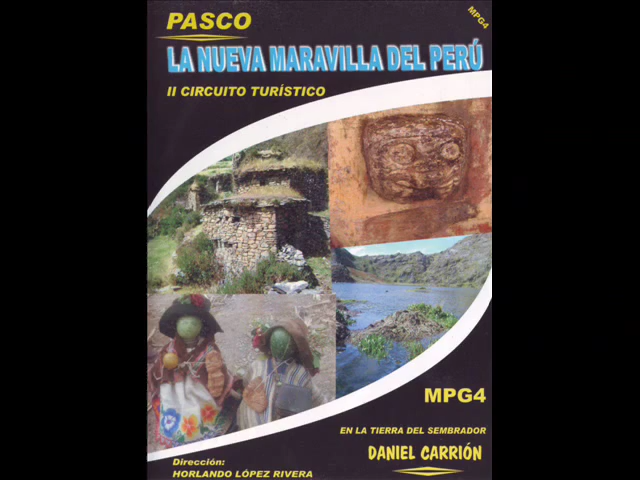 PASCO
MPG4
LA NUEVA MARAVILLA DEL PERÚ
II CIRCUITO TURÍSTICO
MPG4
EN LA TIERRA DEL SEMBRADOR
DANIEL CARRIÓN
Dirección:
HORLANDO LÓPEZ RIVERA